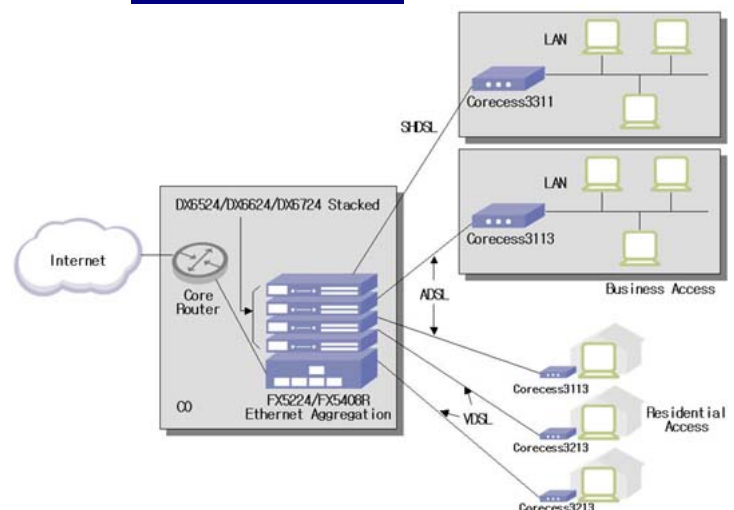 LAN
Corecess3311
SHDSL
LAN
Corecess3113
Business Access
DX6524/DX6624/DX6724 Stacked
Internet
Core
Router
ADSL
FX5224/FX5408R
Ethernet Aggregation
CO
Corecess3113
VDSL
Residential
Access
Corecess3213
Corecess3213